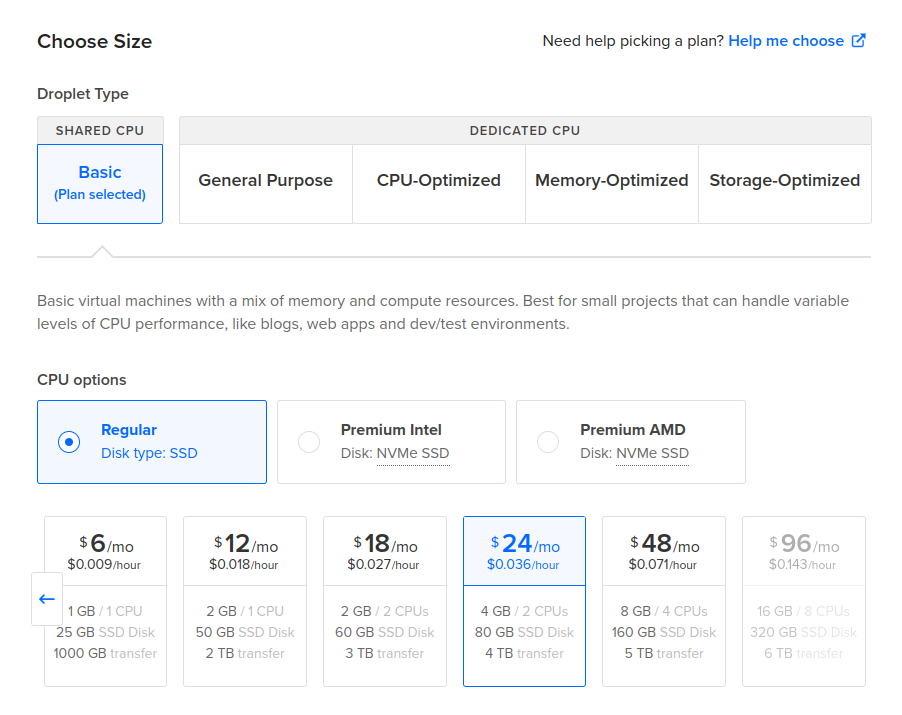 Choose Size
Need help picking a plan? Help me choose
Droplet Type
SHARED CPU
DEDICATED CPU
Basic
(Plan selected)
General Purpose
CPU-Optimized
Memory-Optimized
Storage-Optimized
Basic virtual machines with a mix of memory and compute resources. Best for small projects that can handle variable
levels of CPU performance, like blogs, web apps and dev/test environments.
CPU options
Regular
Disk type: SSD
Premium Intel
Disk: NVMe SSD
Premium AMD
Disk: NVMe SSD
$6/mo
$0.009/hour
1 GB / 1 CPU
25 GB SSD Disk
1000 GB transfer
$12/mo
$0.018/hour
2 GB / 1 CPU
50 GB SSD Disk
2 TB transfer
$18/mo
$0.027/hour
2 GB / 2 CPUs
60 GB SSD Disk
3 TB transfer
$24/mo
$0.036/hour
4 GB / 2 CPUs
80 GB SSD Disk
4 TB transfer
$48/mo
$0.071/hour
8 GB / 4 CPUs
160 GB SSD Disk
5 TB transfer
$96/mo
$0.143/hour
16 GB / 8 CPUs
320 GB SSD Disk
6 TB transfer